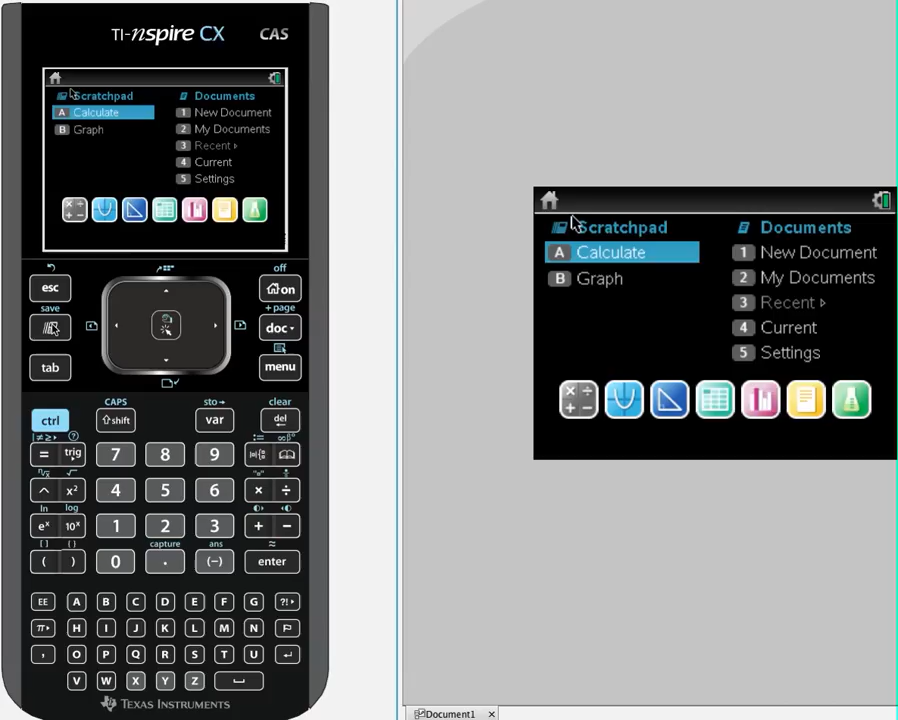 TI-nspire CX CAS
Scratchpad
A Calculate
B Graph
Documents
1 New Document
2 My Documents
3 Recent
4 Current
5 Settings
esc
off
on
save
+ page
doc
tab
menu
CAPS
sto→
clear
ctrl
shift
var
del
= trig 7 8 9
^ x² 4 5 6 × ÷
ln log
eˣ 10ˣ 1 2 3 + −
[ ] { } capture ans ≈
( ) 0 . (−) enter
EE A B C D E F G ?!
π H I J K L M N
, O P Q R S T U
V W X Y Z
TEXAS INSTRUMENTS
Scratchpad
A Calculate
B Graph
Documents
1 New Document
2 My Documents
3 Recent
4 Current
5 Settings
Document1